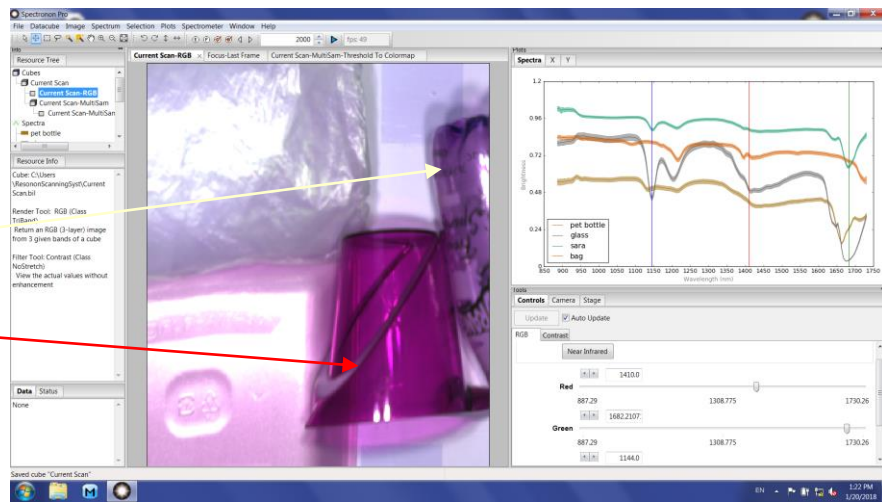 Spectronon Pro
File Datacube Image Spectrum Selection Plots Spectrometer Window Help
2000 fps: 49
Info
Resource Tree
Cubes
Current Scan
Current Scan-RGB
Current Scan-MultiSam
Current Scan-MultiSan
Spectra
pet bottle
Resource Info
Cube: C:\Users
\ResononScanningSyst\Current
Scan.bil
Render Tool: RGB (Class
TriBand)
Return an RGB (3-layer) image
from 3 given bands of a cube
Filter Tool: Contrast (Class
NoStretch)
View the actual values without
enhancement
Data Status
None
Saved cube "Current Scan"
Current Scan-RGB x Focus-Last Frame Current Scan-MultiSam-Threshold To Colormap
Plots
Spectra X Y
1.2
0.96
0.72
0.48
0.24
0
Brightness
pet bottle
glass
sara
bag
850 900 950 1000 1050 1100 1150 1200 1250 1300 1350 1400 1450 1500 1550 1600 1650 1700 1750
Wavelength (nm)
Tools
Controls Camera Stage
Update Auto Update
RGB Contrast
Near Infrared
1410.0
Red
887.29 1308.775 1730.26
1682.2107
Green
887.29 1308.775 1730.26
1144.0
EN 1:22 PM
1/20/2018